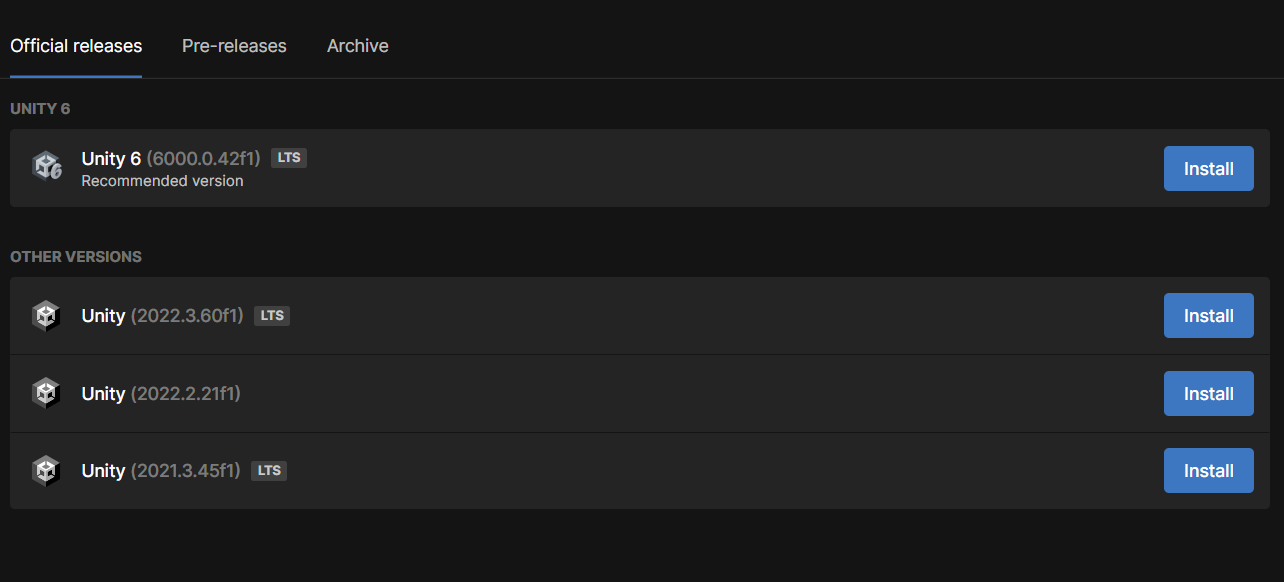 Official releases Pre-releases Archive
UNITY 6
Unity 6 (6000.0.42f1) LTS
Recommended version
Install
OTHER VERSIONS
Unity (2022.3.60f1) LTS
Install
Unity (2022.2.21f1)
Install
Unity (2021.3.45f1) LTS
Install